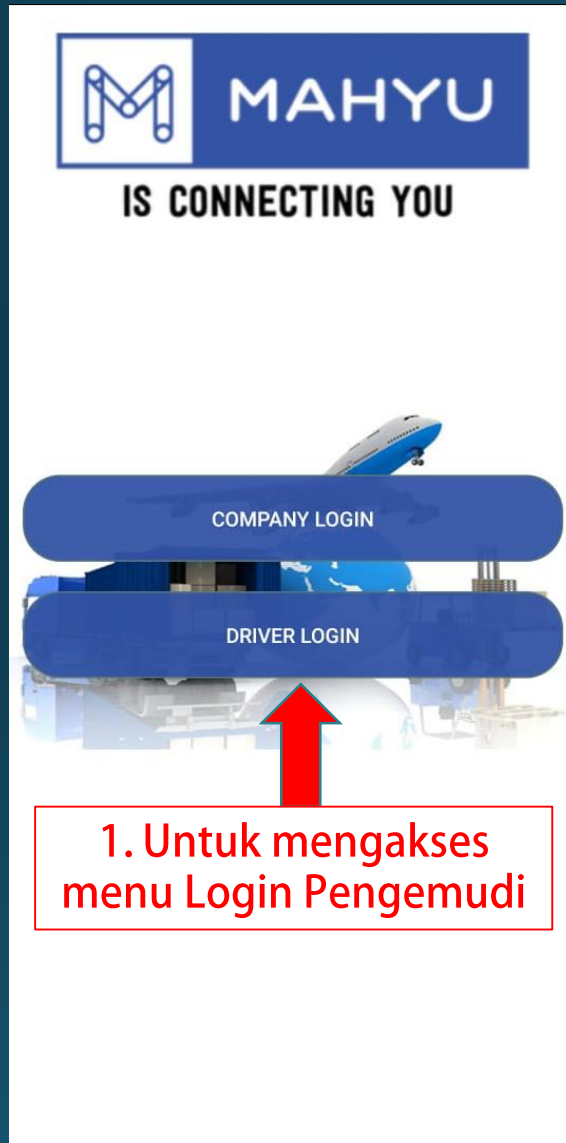 MAHYU
IS CONNECTING YOU
COMPANY LOGIN
DRIVER LOGIN
1. Untuk mengakses
menu Login Pengemudi